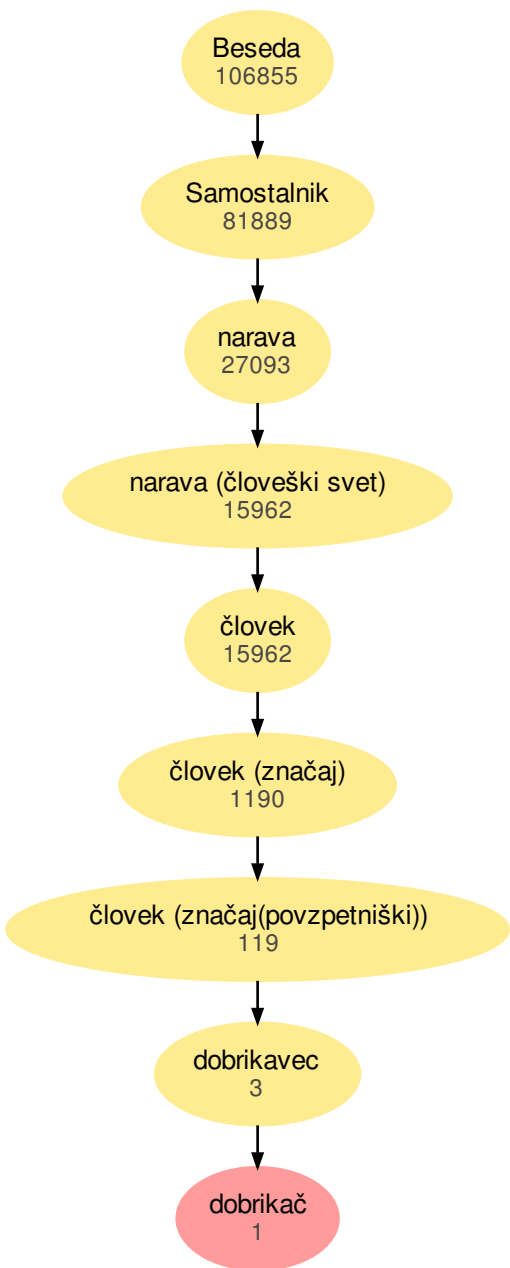 Beseda
106855
Samostalnik
81889
narava
27093
narava (človeški svet)
15962
človek
15962
človek (značaj)
1190
človek (značaj(povzpetniški))
119
dobrikavec
3
dobrikač
1